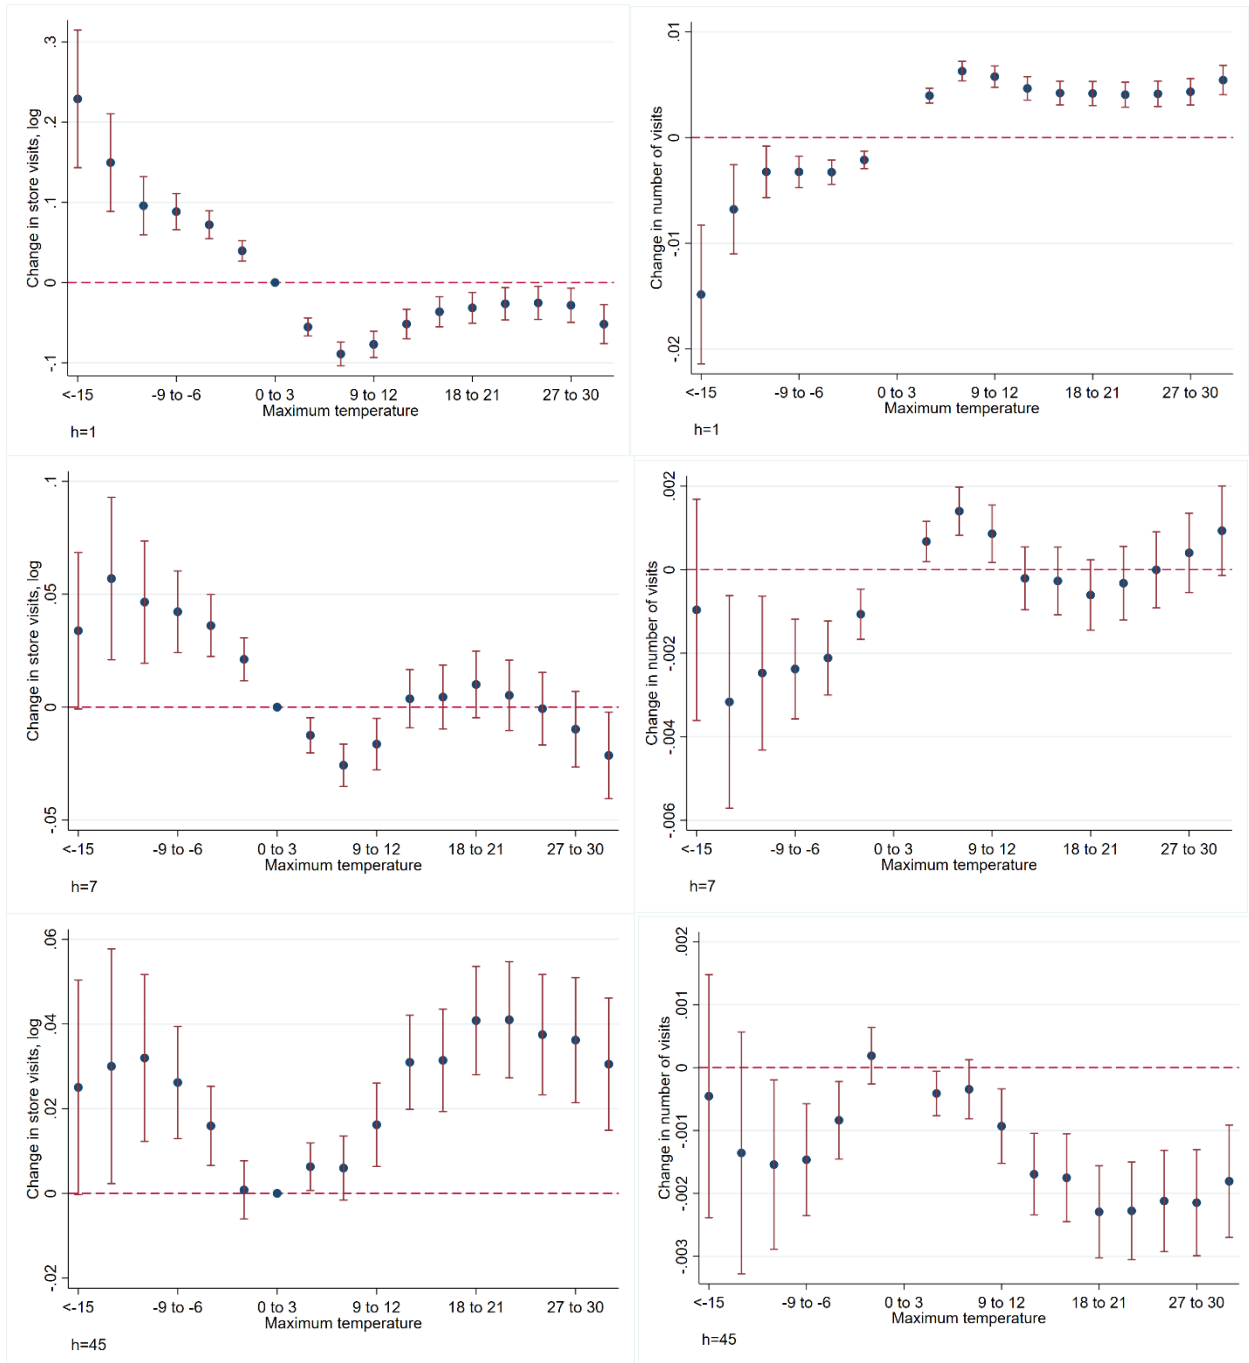 Change in store visits, log
.3
.2
.1
0
-.1
<-15 -9 to -6 0 to 3 9 to 12 18 to 21 27 to 30
Maximum temperature
h=1
Change in number of visits
.01
0
-.01
-.02
<-15 -9 to -6 0 to 3 9 to 12 18 to 21 27 to 30
Maximum temperature
h=1
Change in store visits, log
.1
.05
0
-.05
<-15 -9 to -6 0 to 3 9 to 12 18 to 21 27 to 30
Maximum temperature
h=7
Change in number of visits
.002
0
-.002
-.004
-.006
<-15 -9 to -6 0 to 3 9 to 12 18 to 21 27 to 30
Maximum temperature
h=7
Change in store visits, log
.06
.04
.02
0
-.02
<-15 -9 to -6 0 to 3 9 to 12 18 to 21 27 to 30
Maximum temperature
h=45
Change in number of visits
.002
.001
0
-.001
-.002
-.003
<-15 -9 to -6 0 to 3 9 to 12 18 to 21 27 to 30
Maximum temperature
h=45